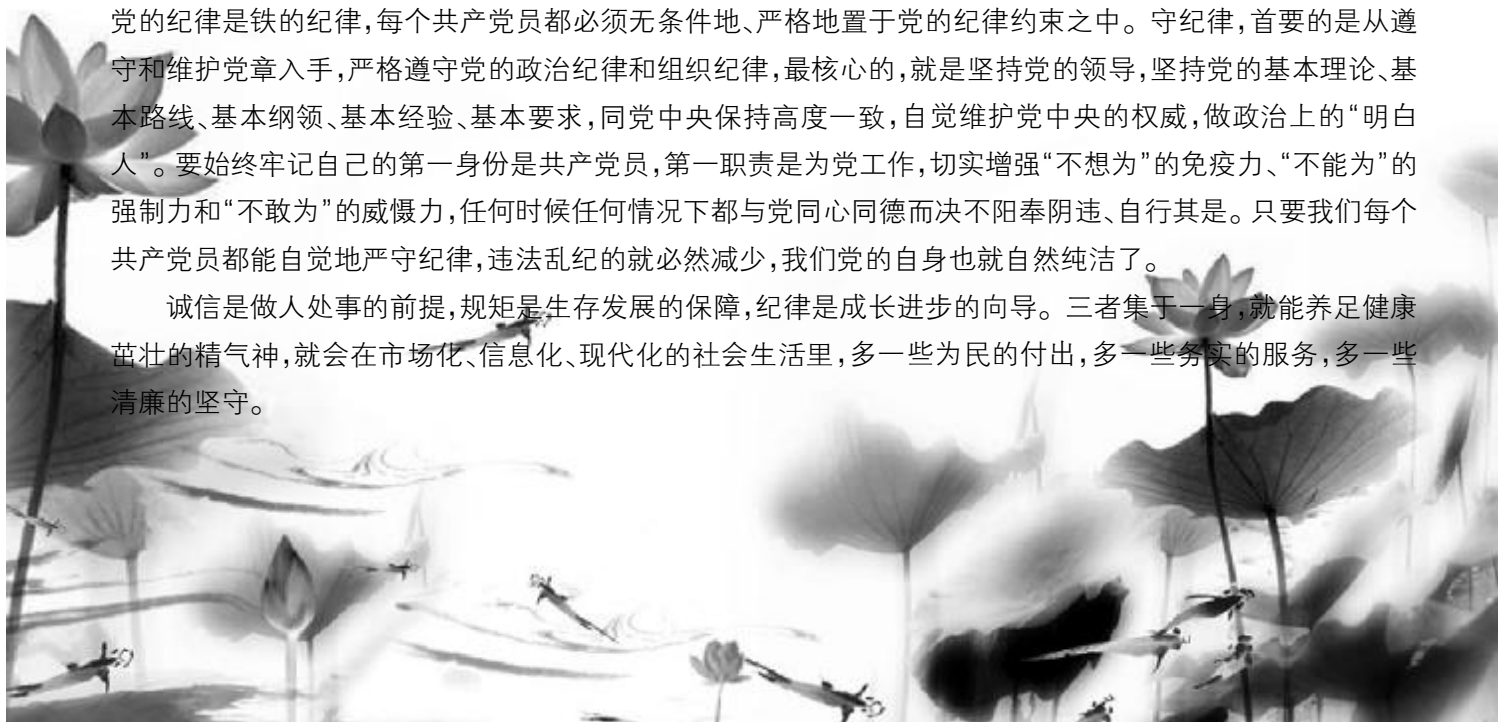 党的纪律是铁的纪律,每个共产党员都必须无条件地、严格地置于党的纪律约束之中。守纪律,首要的是从遵
守和维护党章入手,严格遵守党的政治纪律和组织纪律,最核心的,就是坚持党的领导,坚持党的基本理论、基
本路线、基本纲领、基本经验、基本要求,同党中央保持高度一致,自觉维护党中央的权威,做政治上的“明白
人”。要始终牢记自己的第一身份是共产党员,第一职责是为党工作,切实增强“不想为”的免疫力、“不能为”的
强制力和“不敢为”的威慑力,任何时候任何情况下都与党同心同德而决不阳奉阴违、自行其是。只要我们每个
共产党员都能自觉地严守纪律,违法乱纪的就必然减少,我们党的自身也就自然纯洁了。
诚信是做人处事的前提,规矩是生存发展的保障,纪律是成长进步的向导。三者集于一身,就能养足健康
茁壮的精气神,就会在市场化、信息化、现代化的社会生活里,多一些为民的付出,多一些务实的服务,多一些
清廉的坚守。